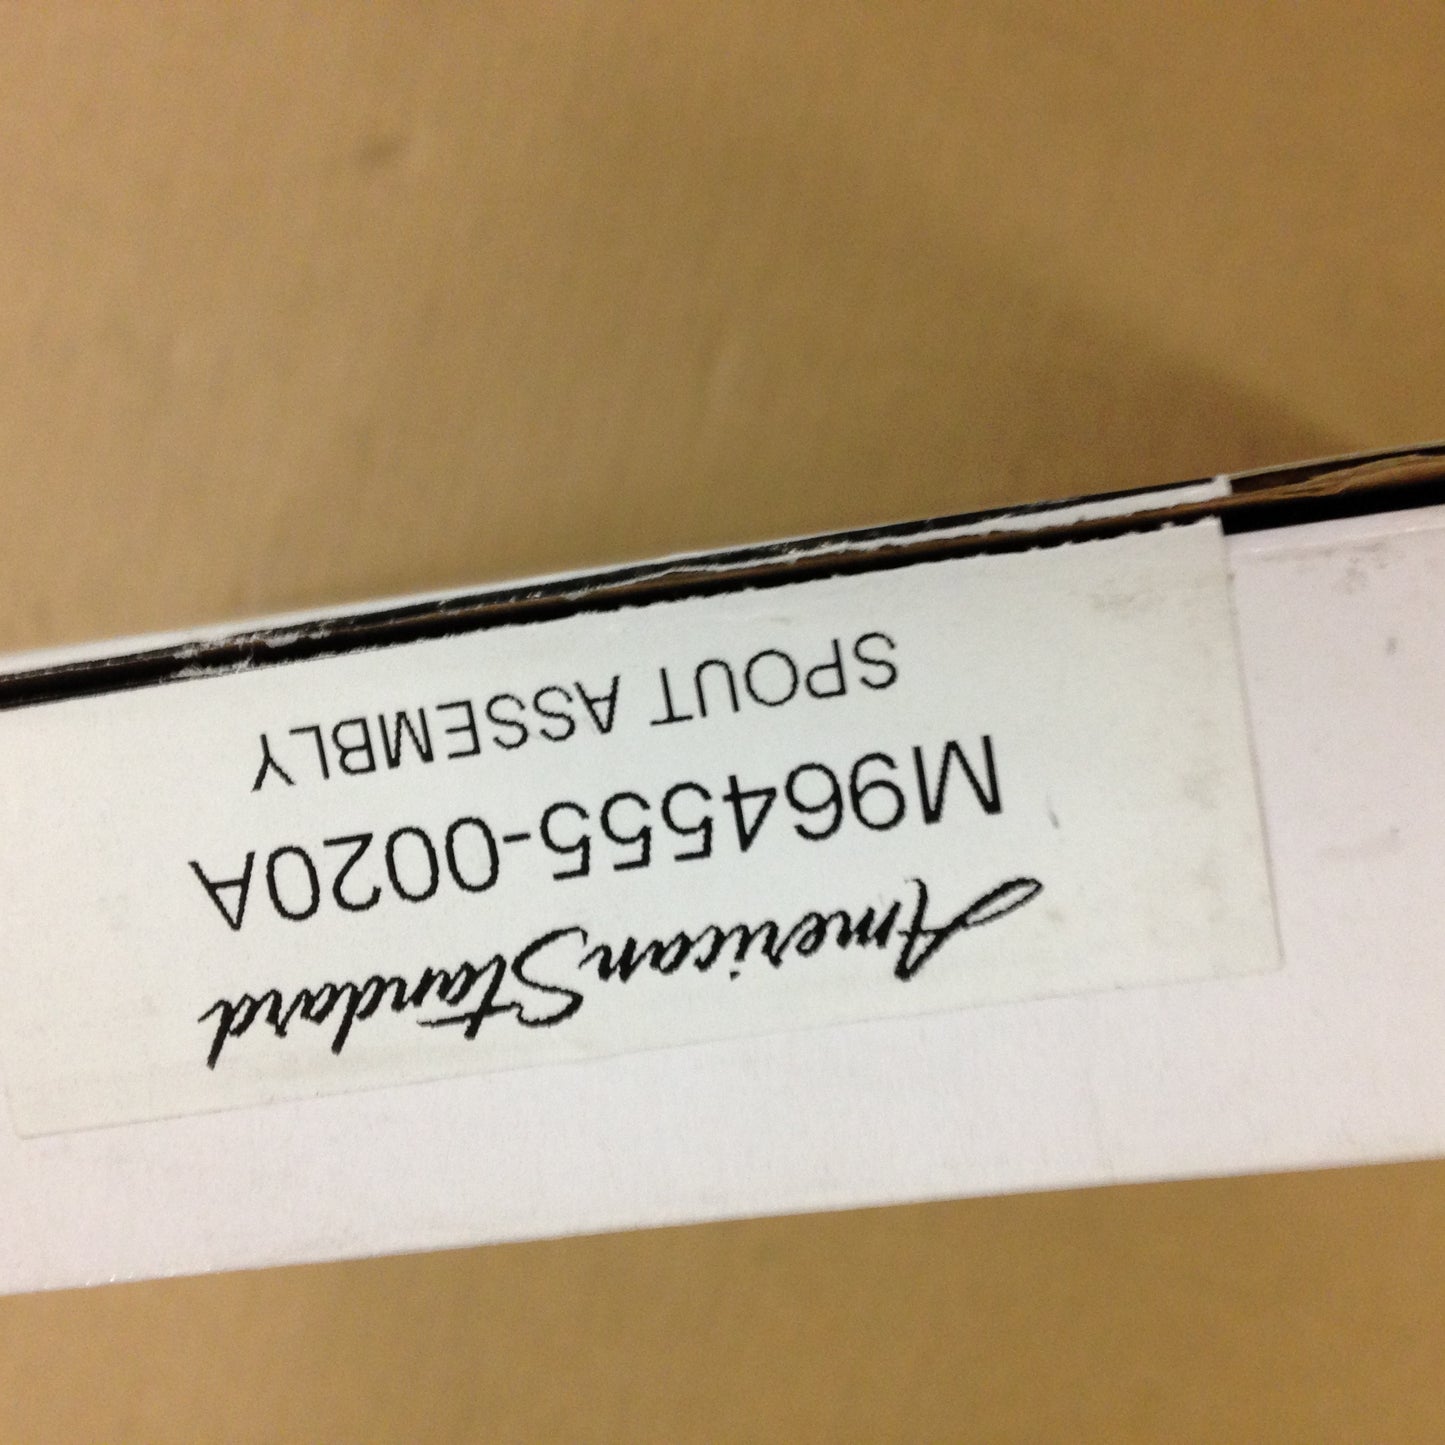 American Standard
M964555-0020A
SPOUT ASSEMBLY